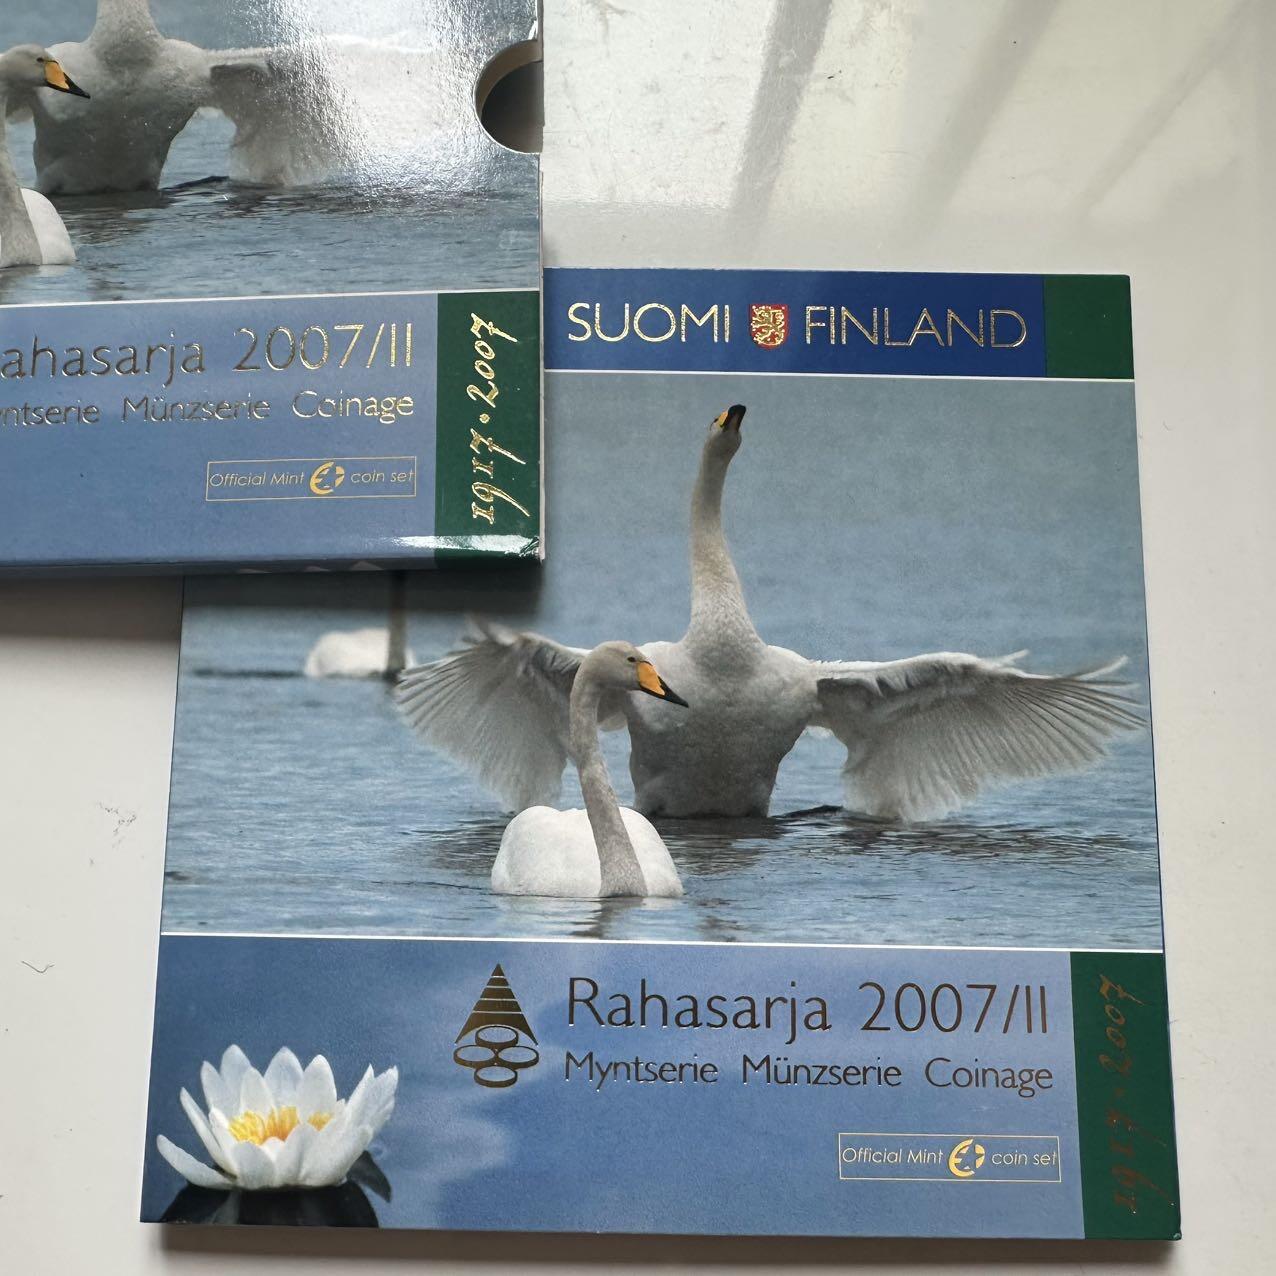 ahasarja 2007/II
yntserie Münzserie Coinage
Official Mint coin set
1917•2007
SUOMI FINLAND
Rahasarja 2007/II
Myntserie Münzserie Coinage
Official Mint coin set
1917•2007